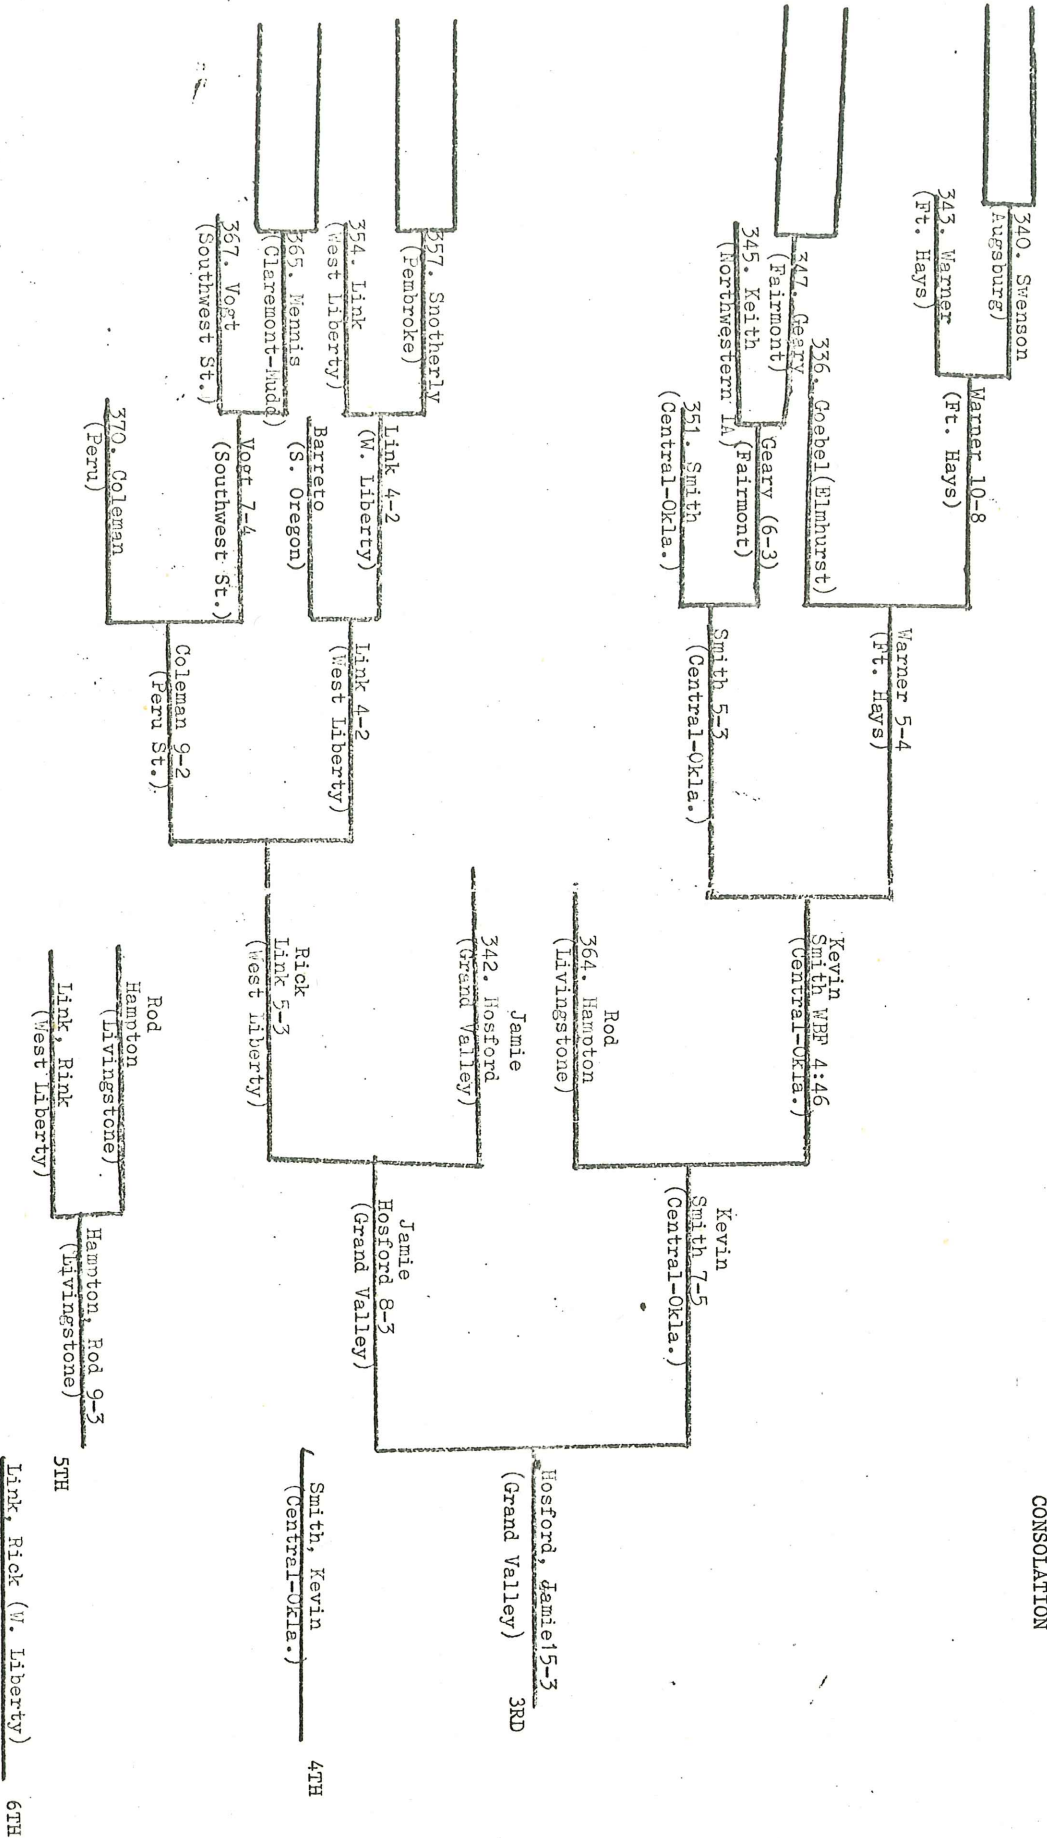 CONSOLATION
340. Swenson
(Augsburg)
343. Warner
(Ft. Hays)
Warner 10-8
(Ft. Hays)
336. Goebel(Elmhurst)
Warner 5-4
(Ft. Hays)
347. Geary
(Fairmont)
345. Keith
(Northwestern IA)
Geary (6-3)
(Fairmont)
351. Smith
(Central-Okla.)
Smith 5-3
(Central-Okla.)
Kevin
Smith WBF 4:46
(Central-Okla.)
Rod
364. Hampton
(Livingstone)
Kevin
Smith 7-5
(Central-Okla.)
357. Snotherly
(Pembroke)
354. Link
(West Liberty)
Link 4-2
(W. Liberty)
Barreto
(S. Oregon)
Link 4-2
(West Liberty)
365. Mennis
(Claremont-Mudd)
367. Vogt
(Southwest St.)
Vogt 7-4
(Southwest St.)
370. Coleman
(Peru)
Coleman 9-2
(Peru St.)
Jamie
342. Hosford
(Grand Valley)
Rick
Link 5-3
(West Liberty)
Jamie
Hosford 8-3
(Grand Valley)
Hosford, Jamie15-3
(Grand Valley)
3RD
Smith, Kevin
(Central-Okla.)
4TH
Rod
Hampton
(Livingstone)
Link, Rink
(West Liberty)
Hampton, Rod 9-3
(Livingstone)
5TH
Link, Rick (W. Liberty)
6TH